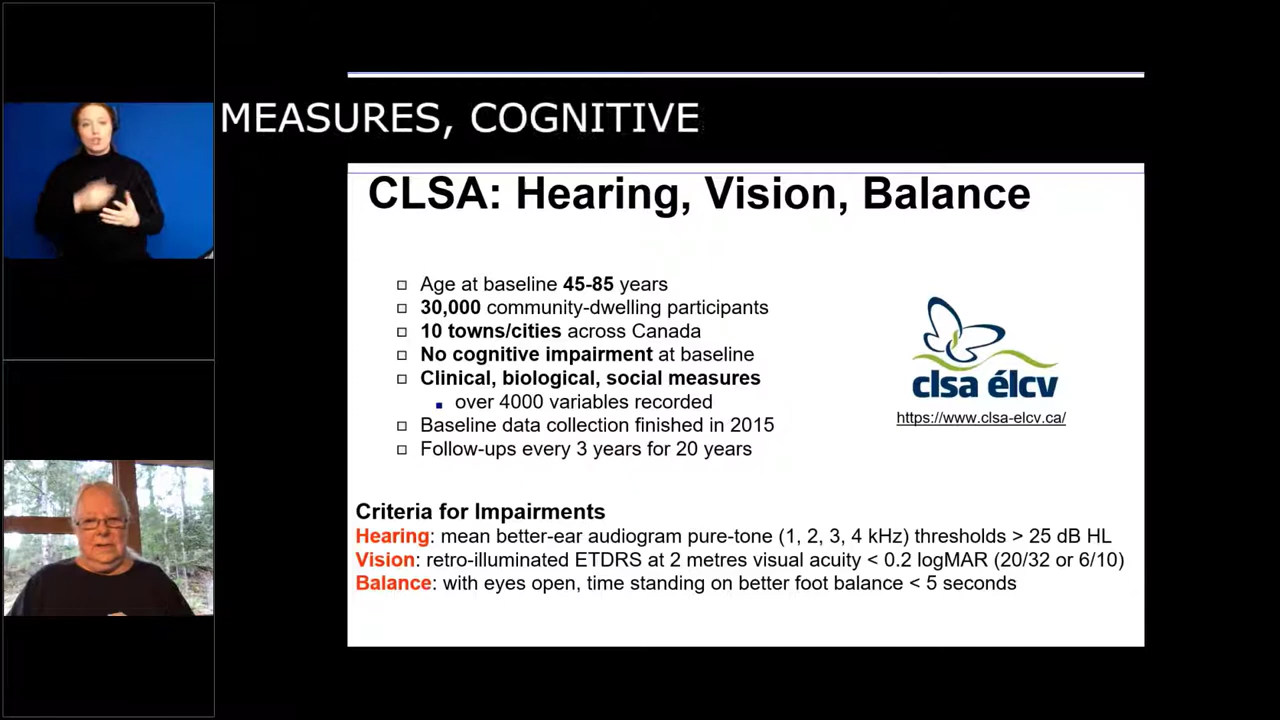 MEASURES, COGNITIVE
CLSA: Hearing, Vision, Balance
Age at baseline 45-85 years
30,000 community-dwelling participants
10 towns/cities across Canada
No cognitive impairment at baseline
Clinical, biological, social measures
over 4000 variables recorded
Baseline data collection finished in 2015
Follow-ups every 3 years for 20 years
clsa élcv
https://www.clsa-elcv.ca/
Criteria for Impairments
Hearing: mean better-ear audiogram pure-tone (1, 2, 3, 4 kHz) thresholds > 25 dB HL
Vision: retro-illuminated ETDRS at 2 metres visual acuity < 0.2 logMAR (20/32 or 6/10)
Balance: with eyes open, time standing on better foot balance < 5 seconds